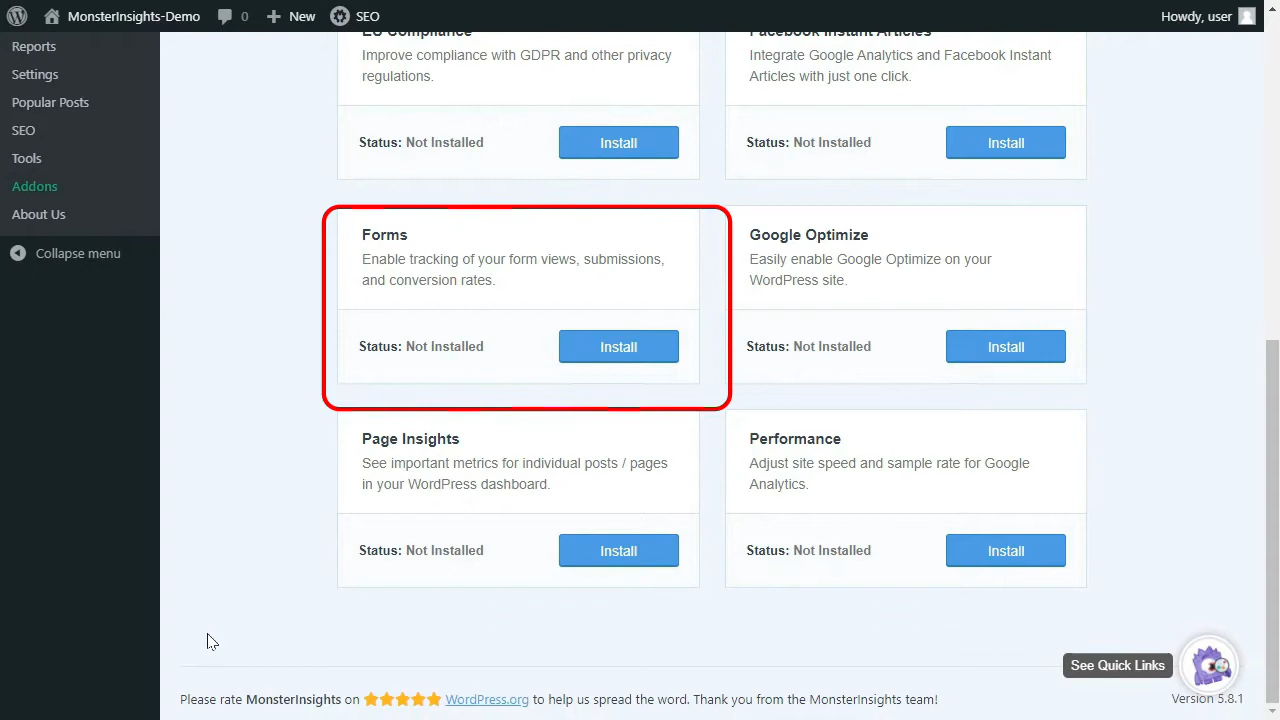 MonsterInsights-Demo 0 New SEO Howdy, user
Reports
Settings
Popular Posts
SEO
Tools
Addons
About Us
Collapse menu
EU Compliance
Improve compliance with GDPR and other privacy
regulations.
Status: Not Installed Install
Facebook Instant Articles
Integrate Google Analytics and Facebook Instant
Articles with just one click.
Status: Not Installed Install
Forms
Enable tracking of your form views, submissions,
and conversion rates.
Status: Not Installed Install
Google Optimize
Easily enable Google Optimize on your
WordPress site.
Status: Not Installed Install
Page Insights
See important metrics for individual posts / pages
in your WordPress dashboard.
Status: Not Installed Install
Performance
Adjust site speed and sample rate for Google
Analytics.
Status: Not Installed Install
See Quick Links
Please rate MonsterInsights on ★★★★★ WordPress.org to help us spread the word. Thank you from the MonsterInsights team!
Version 5.8.1